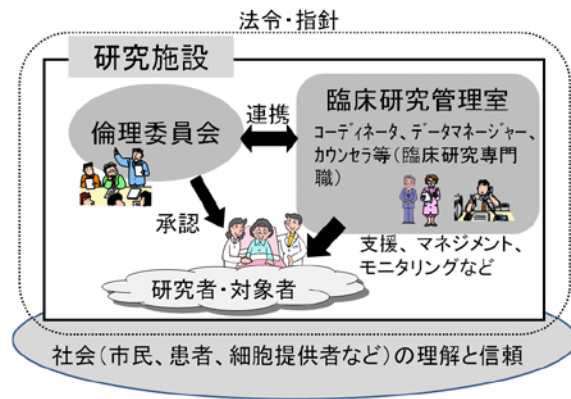 法令・指針
研究施設
倫理委員会
連携
臨床研究管理室
コーディネータ、データマネージャー、
カウンセラ等(臨床研究専門
職)
承認
支援、マネジメント、
モニタリングなど
研究者・対象者
社会(市民、患者、細胞提供者など)の理解と信頼